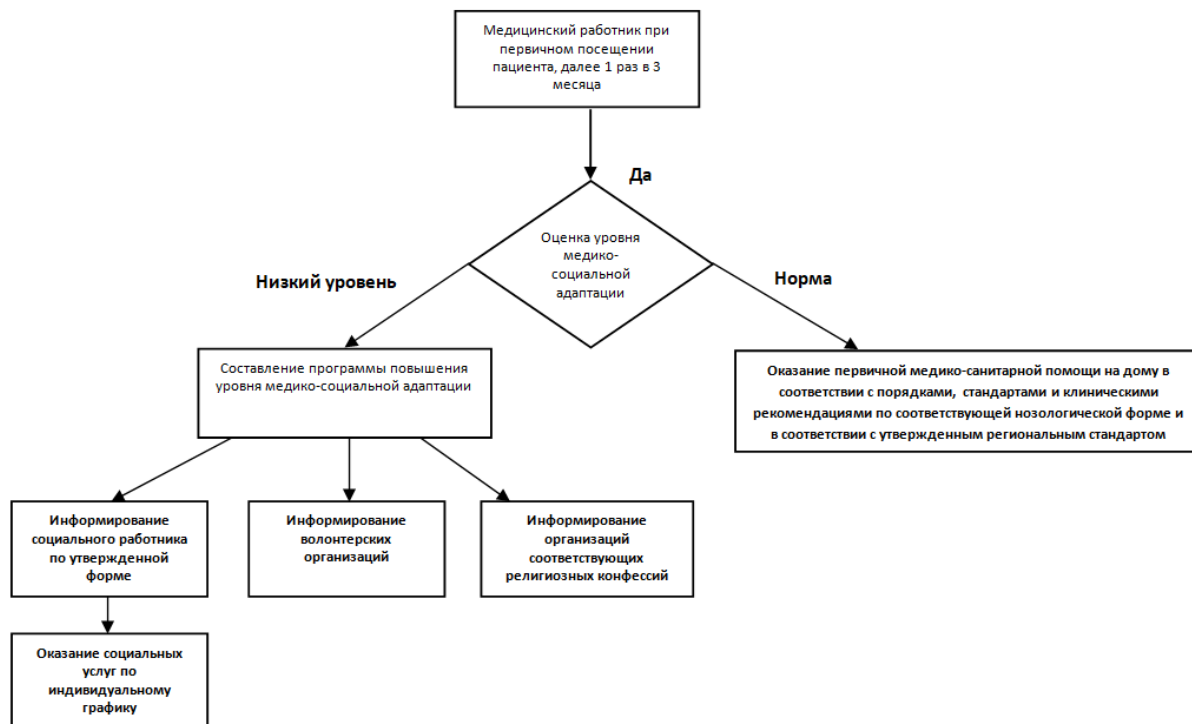 Медицинский работник при
первичном посещении
пациента, далее 1 раз в 3
месяца
Да
Оценка уровня
медико-
социальной
адаптации
Низкий уровень
Норма
Составление программы повышения
уровня медико-социальной адаптации
Оказание первичной медико-санитарной помощи на дому в
соответствии с порядками, стандартами и клиническими
рекомендациями по соответствующей нозологической форме и
в соответствии с утвержденным региональным стандартом
Информирование
социального работника
по утвержденной
форме
Информирование
волонтерских
организаций
Информирование
организаций
соответствующих
религиозных конфессий
Оказание социальных
услуг по
индивидуальному
графику